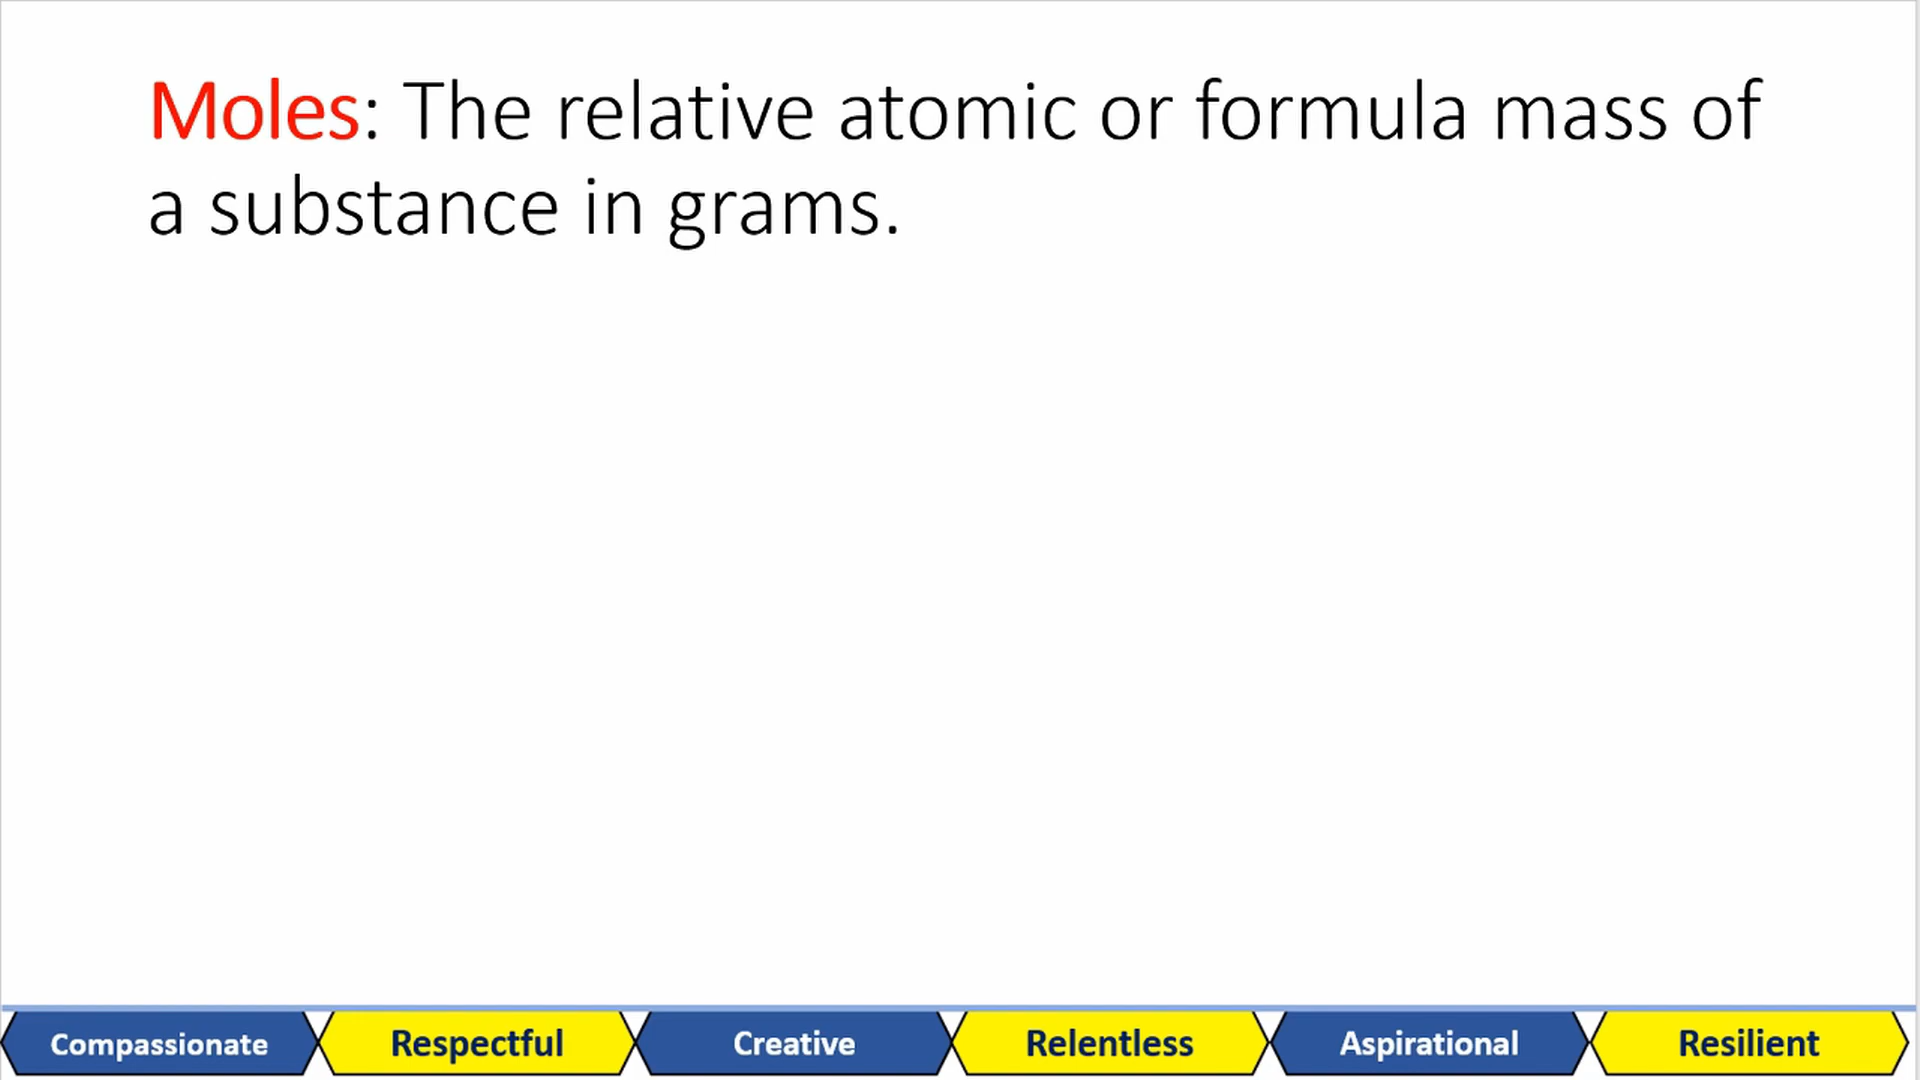 Moles: The relative atomic or formula mass of
a substance in grams.
Compassionate
Respectful
Creative
Relentless
Aspirational
Resilient